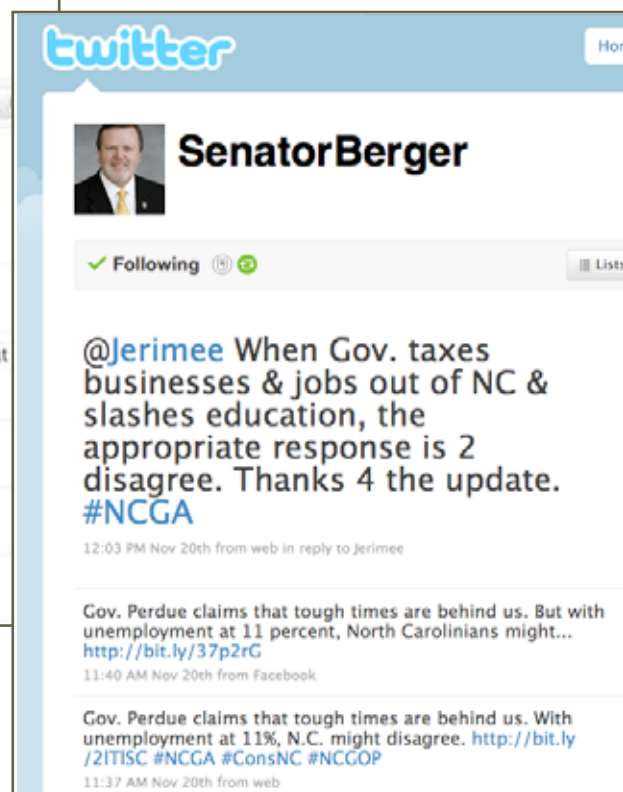 twitter
SenatorBerger
Following
@Jerimee When Gov. taxes
businesses & jobs out of NC &
slashes education, the
appropriate response is 2
disagree. Thanks 4 the update.
#NCGA
12:03 PM Nov 20th from web in reply to Jerimee
Gov. Perdue claims that tough times are behind us. But with
unemployment at 11 percent, North Carolinians might...
http://bit.ly/37p2rG
11:40 AM Nov 20th from Facebook
Gov. Perdue claims that tough times are behind us. With
unemployment at 11%, N.C. might disagree. http://bit.ly
/2ITlSC #NCGA #ConsNC #NCGOP
11:37 AM Nov 20th from web